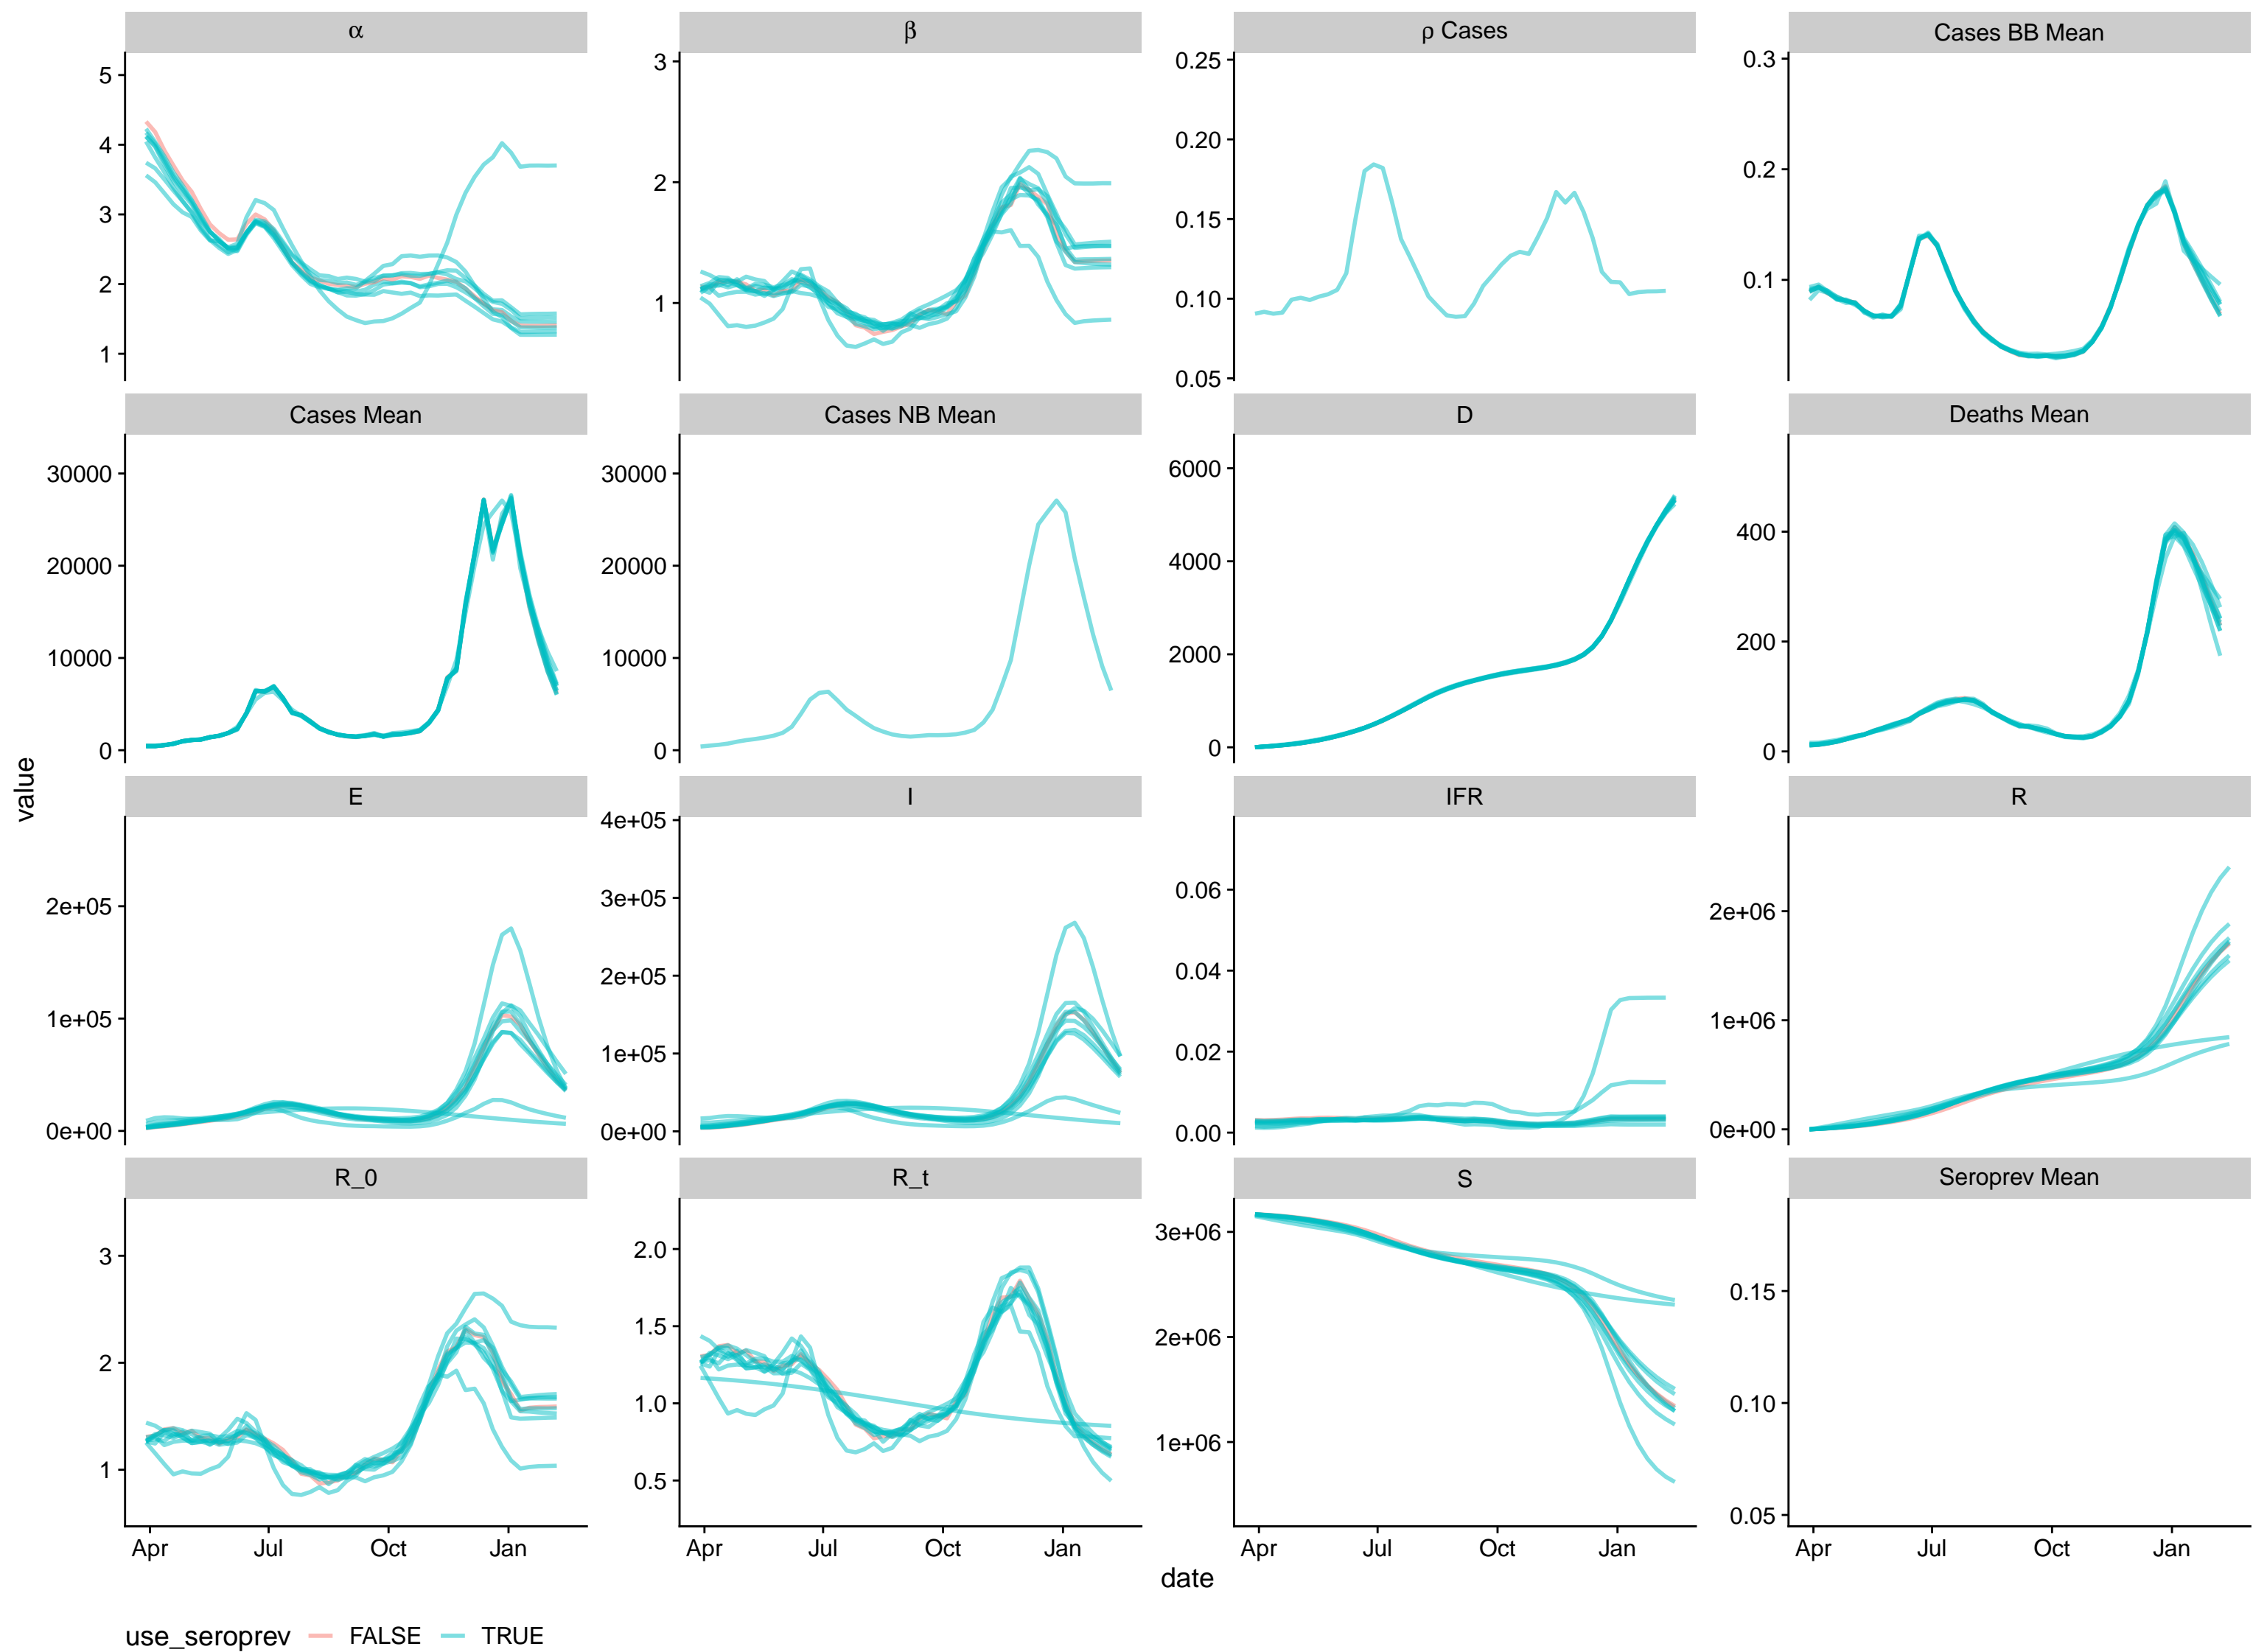 α
β
ρ Cases
Cases BB Mean
5
4
3
2
1
3
2
1
0.25
0.20
0.15
0.10
0.05
0.3
0.2
0.1
Cases Mean
Cases NB Mean
D
Deaths Mean
30000
20000
10000
0
30000
20000
10000
0
6000
4000
2000
0
400
200
0
value
E
I
IFR
R
2e+05
1e+05
0e+00
4e+05
3e+05
2e+05
1e+05
0e+00
0.06
0.04
0.02
0.00
2e+06
1e+06
0e+00
R_0
R_t
S
Seroprev Mean
3
2
1
2.0
1.5
1.0
0.5
3e+06
2e+06
1e+06
0.15
0.10
0.05
Apr Jul Oct Jan
Apr Jul Oct Jan
Apr Jul Oct Jan
Apr Jul Oct Jan
date
use_seroprev FALSE TRUE